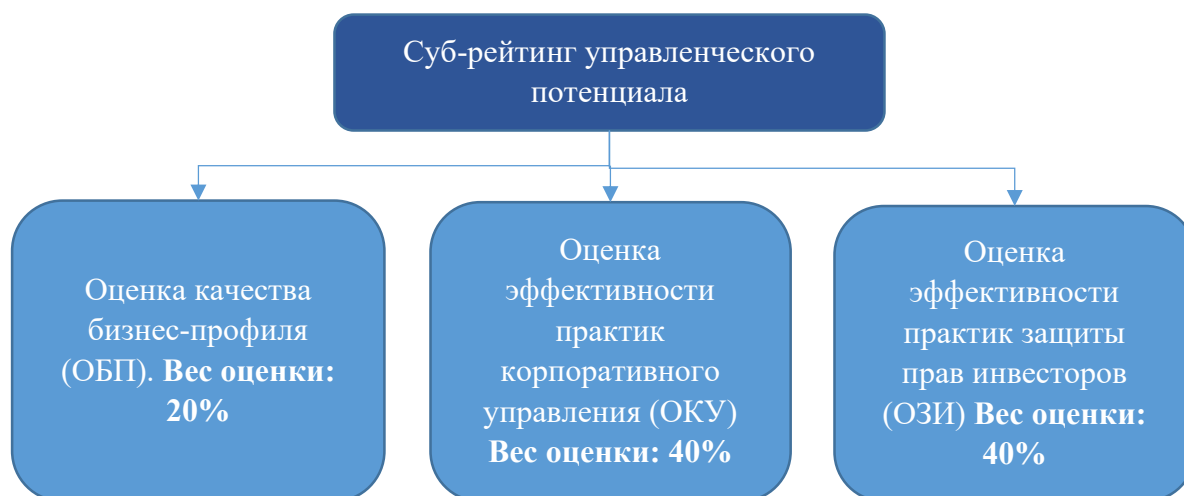 Суб-рейтинг управленческого
потенциала
Оценка качества
бизнес-профиля
(ОБП). Вес оценки:
20%
Оценка
эффективности
практик
корпоративного
управления (ОКУ)
Вес оценки: 40%
Оценка
эффективности
практик защиты
прав инвесторов
(ОЗИ) Вес оценки:
40%